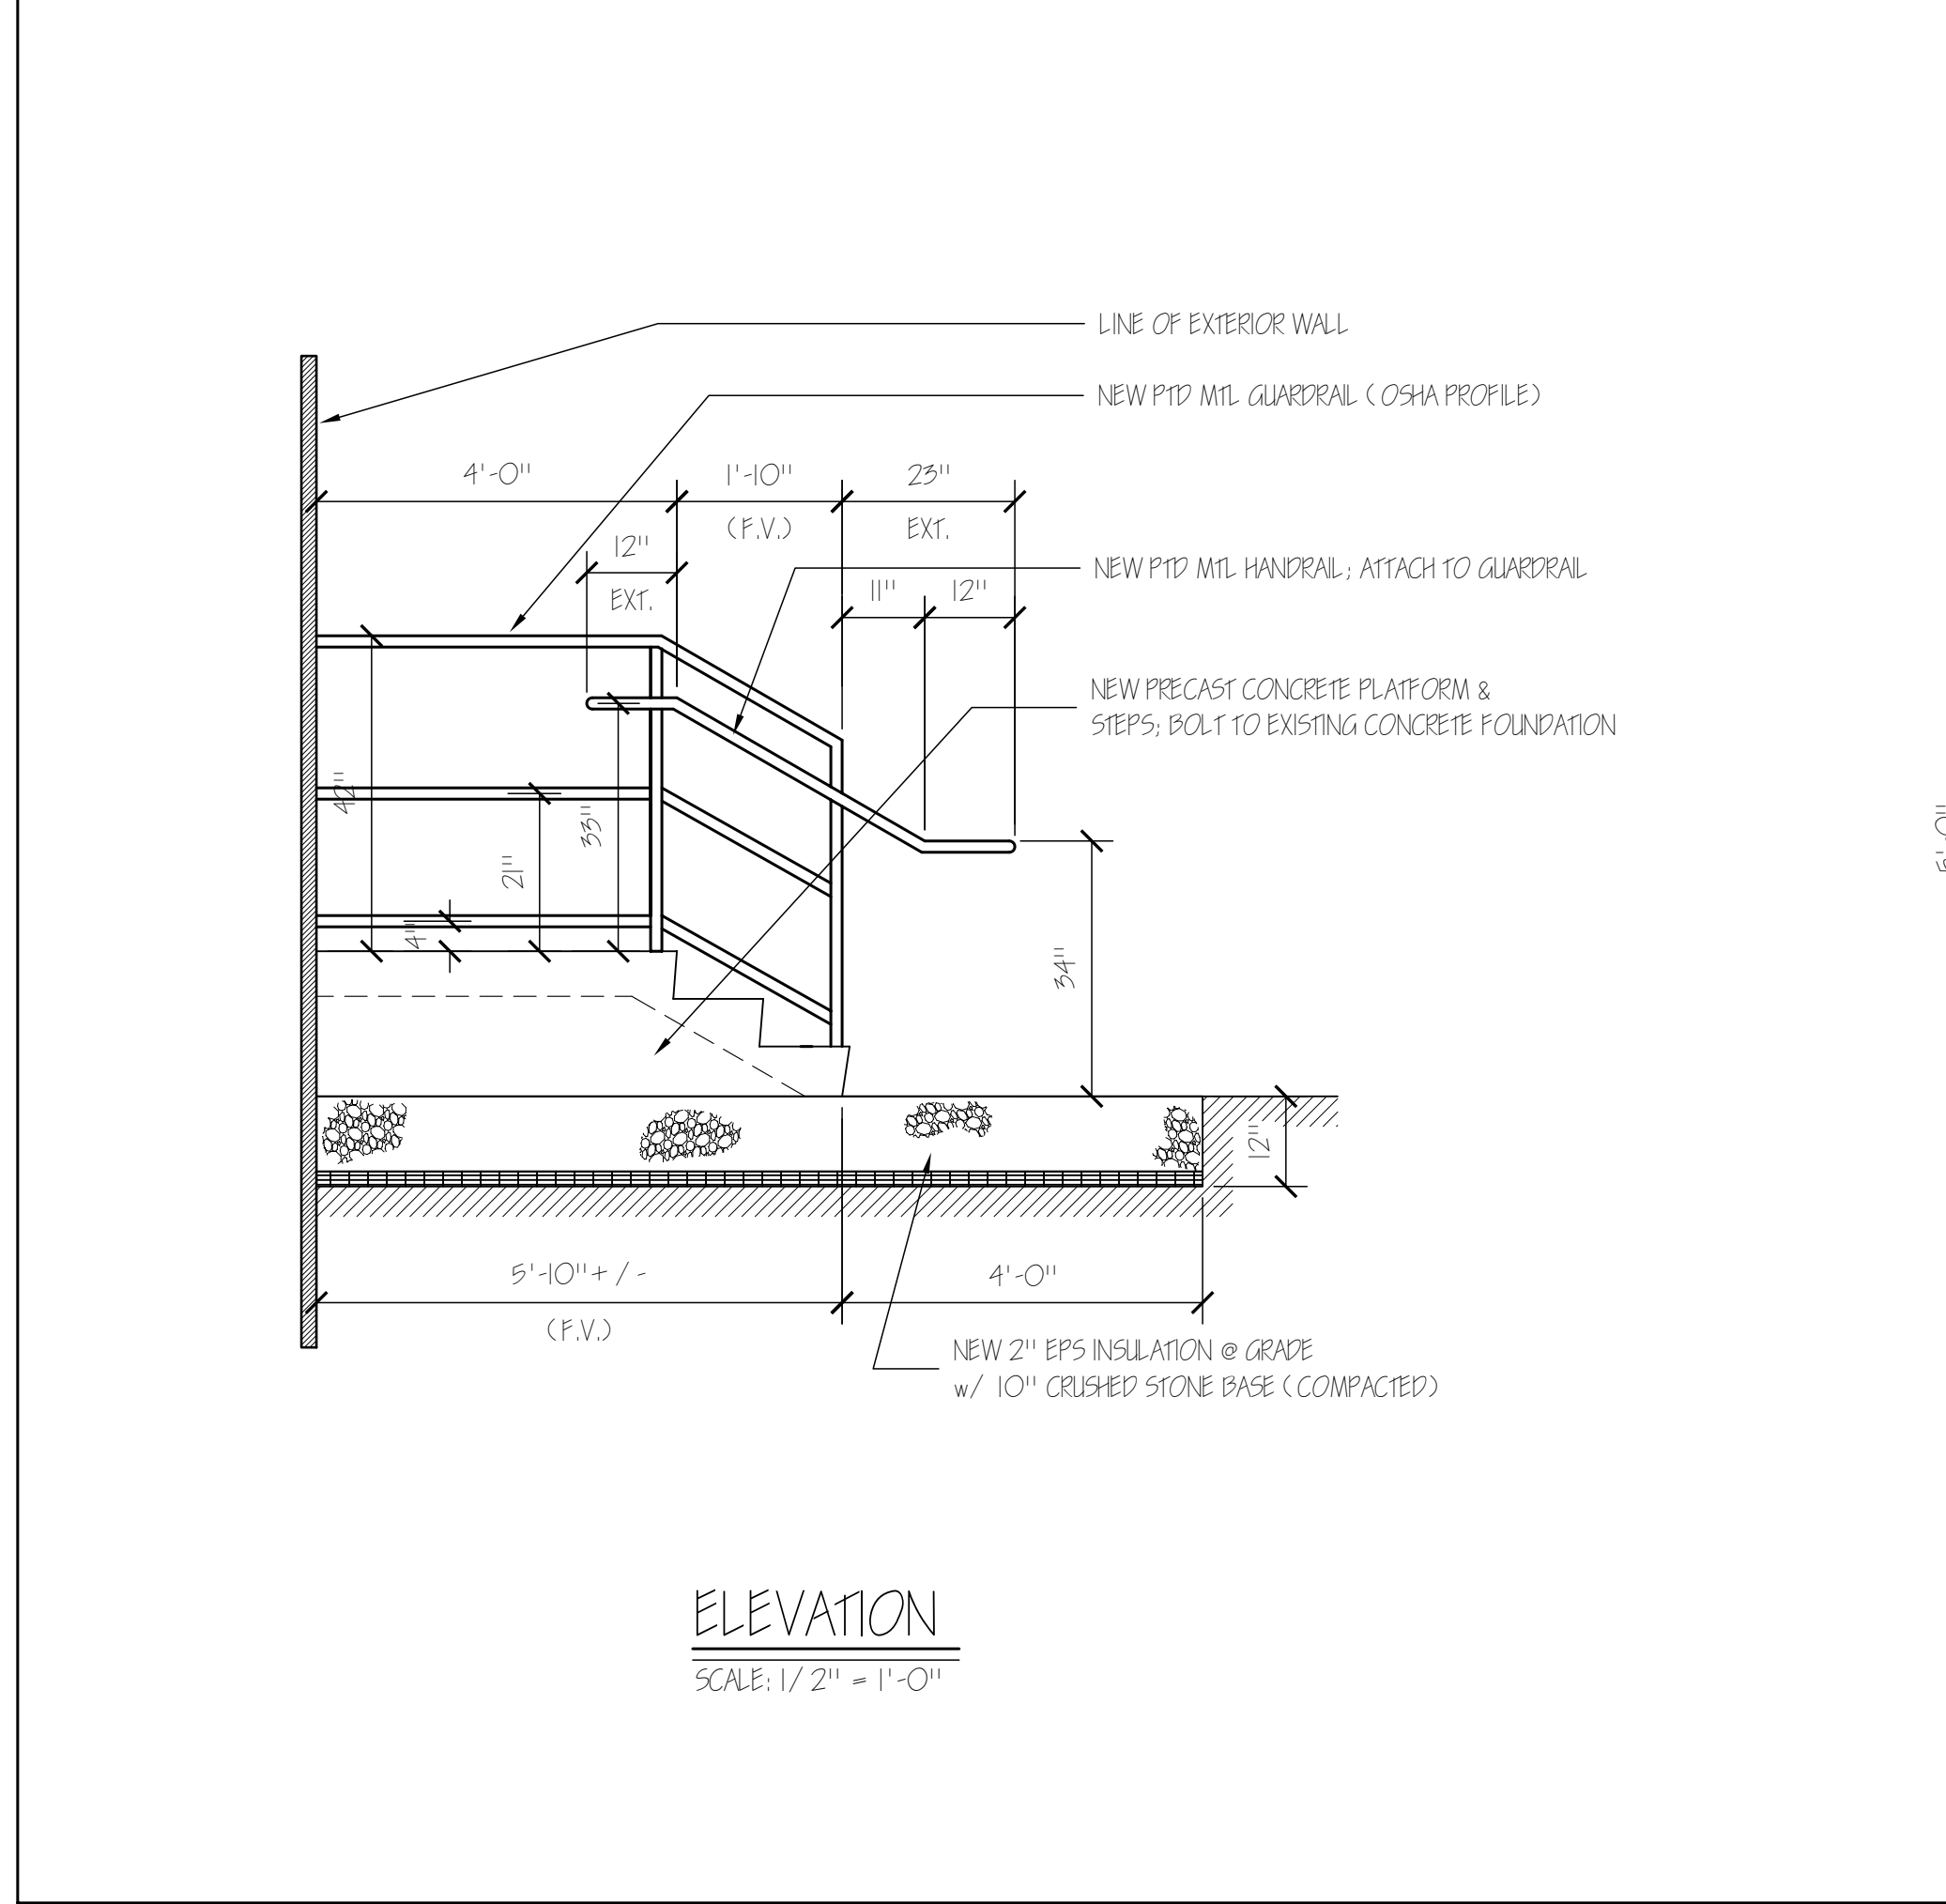 LINE OF EXTERIOR WALL
NEW PTD MTL GUARDRAIL (OSHA PROFILE)
4'-0"
1'-10"
23"
(F.V.)
EXT.
12"
EXT.
NEW PTD MTL HANDRAIL; ATTACH TO GUARDRAIL
11"
12"
NEW PRECAST CONCRETE PLATFORM &
STEPS; BOLT TO EXISTING CONCRETE FOUNDATION
42"
33"
21"
4"
34"
12"
5'-10"+/-
(F.V.)
4'-0"
NEW 2" EPS INSULATION @ GRADE
w/ 10" CRUSHED STONE BASE (COMPACTED)
ELEVATION
SCALE: 1/2" = 1'-0"